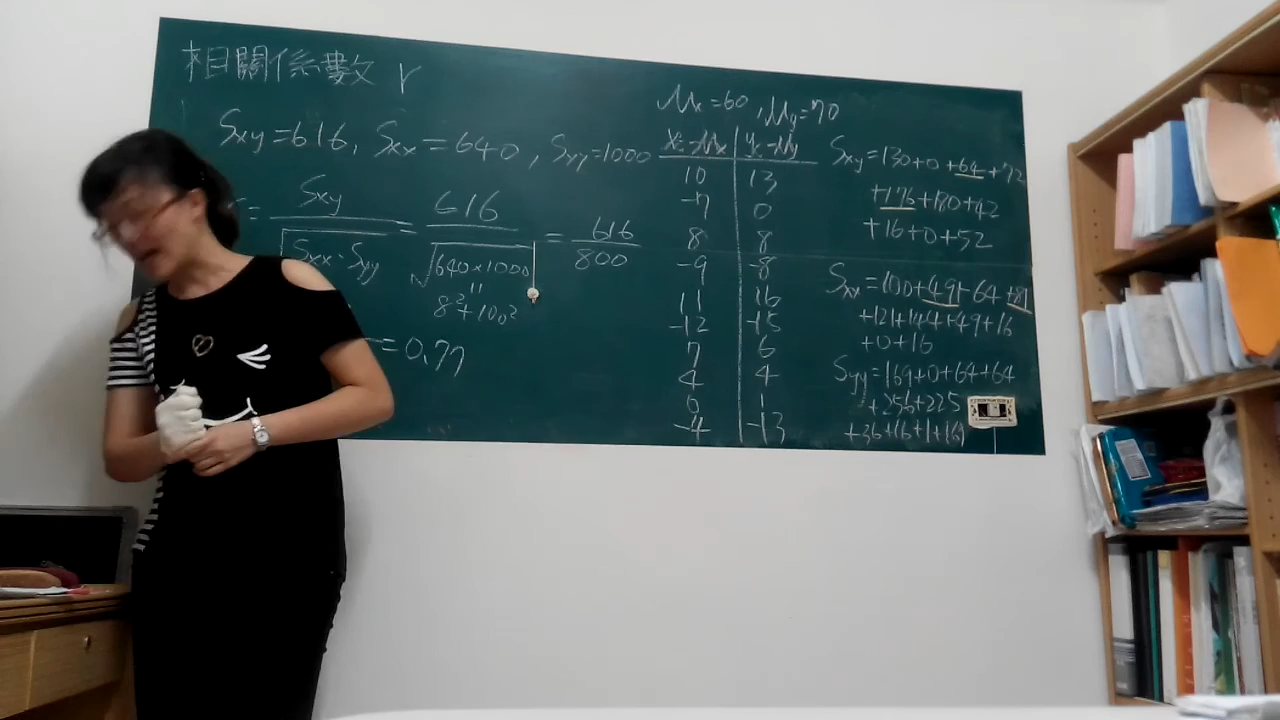 相關係數 r
Sxy=616, Sxx=640, Syy=1000
r = Sxy / √(Sxx·Syy) = 616 / √(640×1000) = 616/800
"
8²+100²
=0.77
μx=60, μy=70
xi-μx | yi-μy
10 | 13
-7 | 0
8 | 8
-9 | -8
11 | 16
-12 | -15
7 | 6
4 | 4
0 | 1
-4 | -13
Sxy=130+0+64+72
+176+180+42
+16+0+52
Sxx=100+49+64+81
+121+144+49+16
+0+16
Syy=169+0+64+64
+256+225
+36+16+1+169